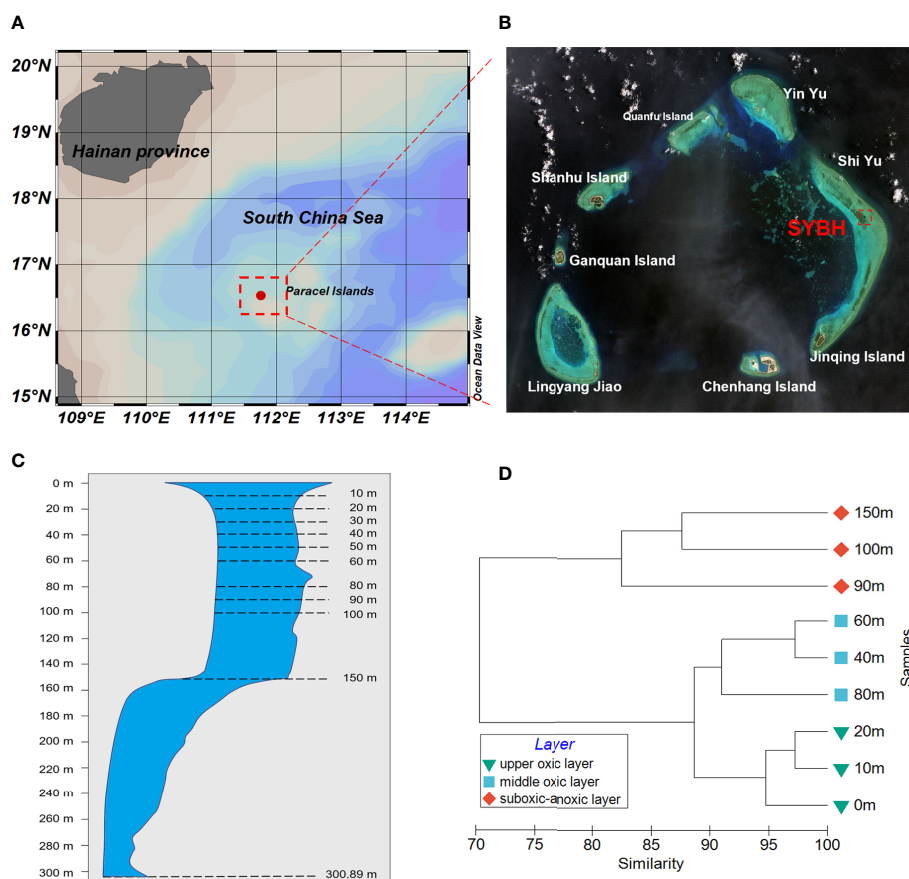 A
20°N
19°N
18°N
17°N
16°N
15°N
109°E 110°E 111°E 112°E 113°E 114°E
Hainan province
South China Sea
Paracel Islands
Ocean Data View
B
Yin Yu
Quanfu Island
Shi Yu
Shanhu Island
SYBH
Ganquan Island
Jinqing Island
Lingyang Jiao
Chenhang Island
C
0 m
20 m
40 m
60 m
80 m
100 m
120 m
140 m
160 m
180 m
200 m
220 m
240 m
260 m
280 m
300 m
10 m
20 m
30 m
40 m
50 m
60 m
80 m
90 m
100 m
150 m
300.89 m
D
150m
100m
90m
60m
40m
80m
20m
10m
0m
Samples
Layer
upper oxic layer
middle oxic layer
suboxic-anoxic layer
70 75 80 85 90 95 100
Similarity